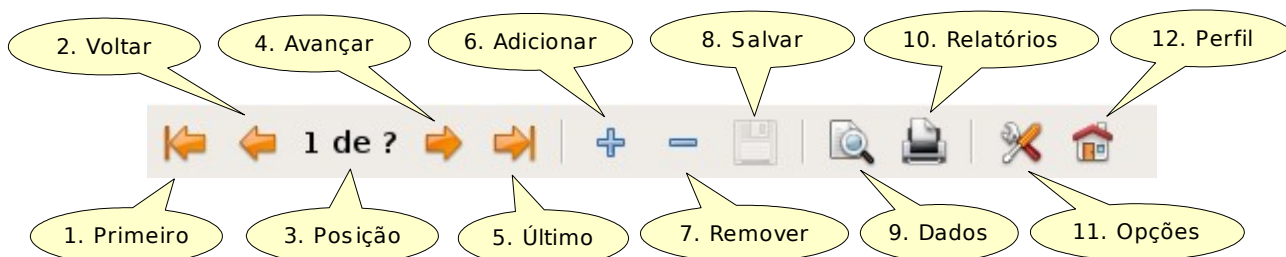 2. Voltar
4. Avançar
6. Adicionar
8. Salvar
10. Relatórios
12. Perfil
1 de ?
1. Primeiro
3. Posição
5. Último
7. Remover
9. Dados
11. Opções